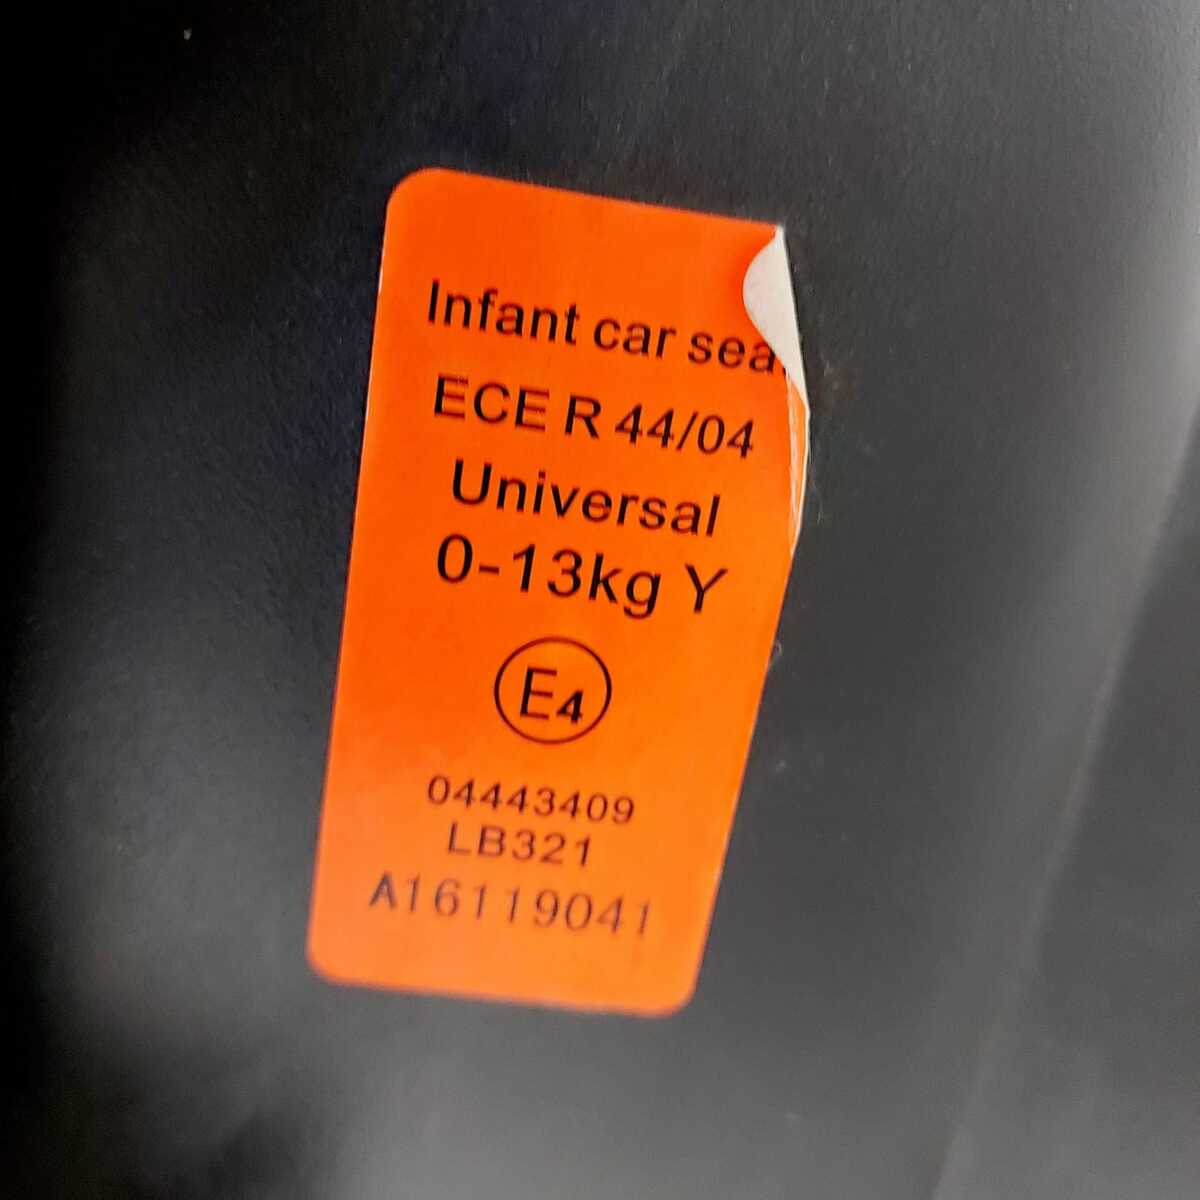 Infant car sea
ECE R 44/04
Universal
0-13kg Y
E4
04443409
LB321
A16119041